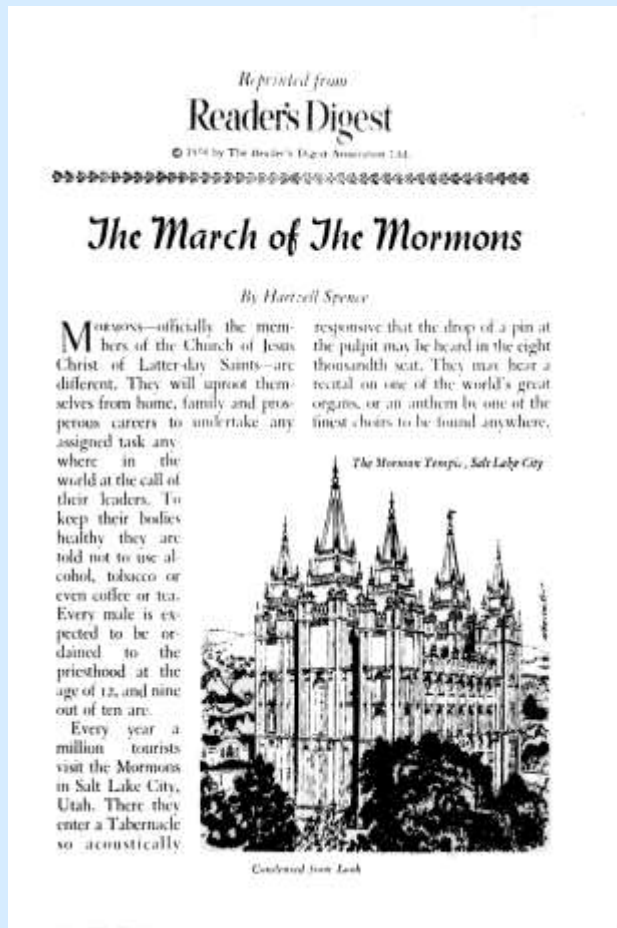 Reprinted from
Reader's Digest
© 1958 by The Reader's Digest Association Ltd.
The March of The Mormons
By Hartzell Spence
MORMONS—officially the mem-
bers of the Church of Jesus
Christ of Latter-day Saints—are
different. They will uproot them-
selves from home, family and pros-
perous careers to undertake any
assigned task any-
where in the
world at the call of
their leaders. To
keep their bodies
healthy they are
told not to use al-
cohol, tobacco or
even coffee or tea.
Every male is ex-
pected to be or-
dained to the
priesthood at the
age of 12, and nine
out of ten are.
Every year a
million tourists
visit the Mormons
in Salt Lake City,
Utah. There they
enter a Tabernacle
so acoustically
responsive that the drop of a pin at
the pulpit may be heard in the eight
thousandth seat. They may hear a
recital on one of the world's great
organs, or an anthem by one of the
finest choirs to be found anywhere.
The Mormon Temple, Salt Lake City
Condensed from Look